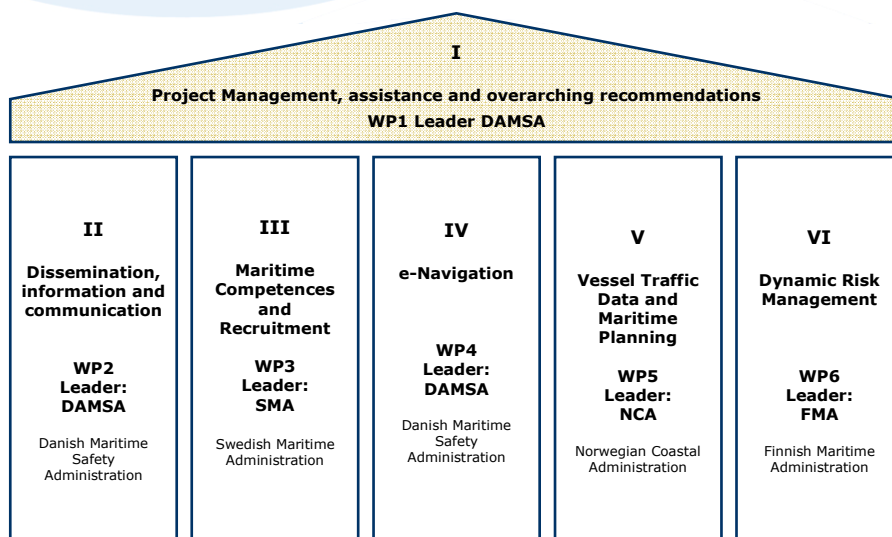 I
Project Management, assistance and overarching recommendations
WP1 Leader DAMSA
II
Dissemination,
information and
communication
WP2
Leader:
DAMSA
Danish Maritime
Safety
Administration
III
Maritime
Competences
and
Recruitment
WP3
Leader:
SMA
Swedish Maritime
Administration
IV
e-Navigation
WP4
Leader:
DAMSA
Danish Maritime
Safety
Administration
V
Vessel Traffic
Data and
Maritime
Planning
WP5
Leader:
NCA
Norwegian Coastal
Administration
VI
Dynamic Risk
Management
WP6
Leader:
FMA
Finnish Maritime
Administration